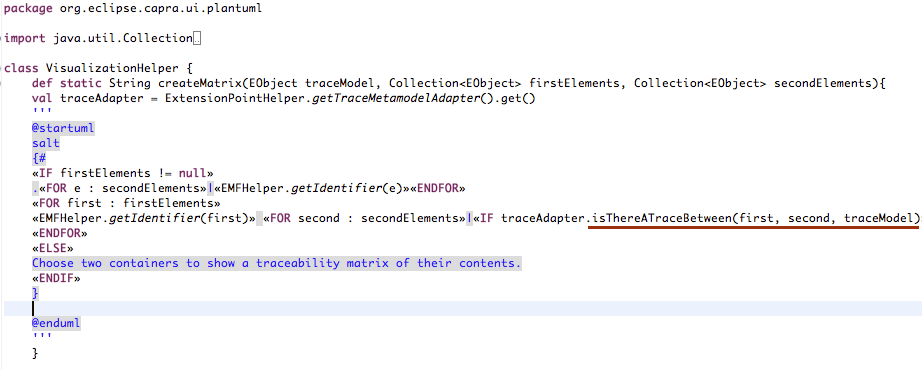 package org.eclipse.capra.ui.plantuml
import java.util.Collection
class VisualizationHelper {
def static String createMatrix(EObject traceModel, Collection<EObject> firstElements, Collection<EObject> secondElements){
val traceAdapter = ExtensionPointHelper.getTraceMetamodelAdapter().get()
'''
@startuml
salt
{#
«IF firstElements != null»
.«FOR e : secondElements»|«EMFHelper.getIdentifier(e)»«ENDFOR»
«FOR first : firstElements»
«EMFHelper.getIdentifier(first)» «FOR second : secondElements»|«IF traceAdapter.isThereATraceBetween(first, second, traceModel)
«ENDFOR»
«ELSE»
Choose two containers to show a traceability matrix of their contents.
«ENDIF»
}
@enduml
'''
}